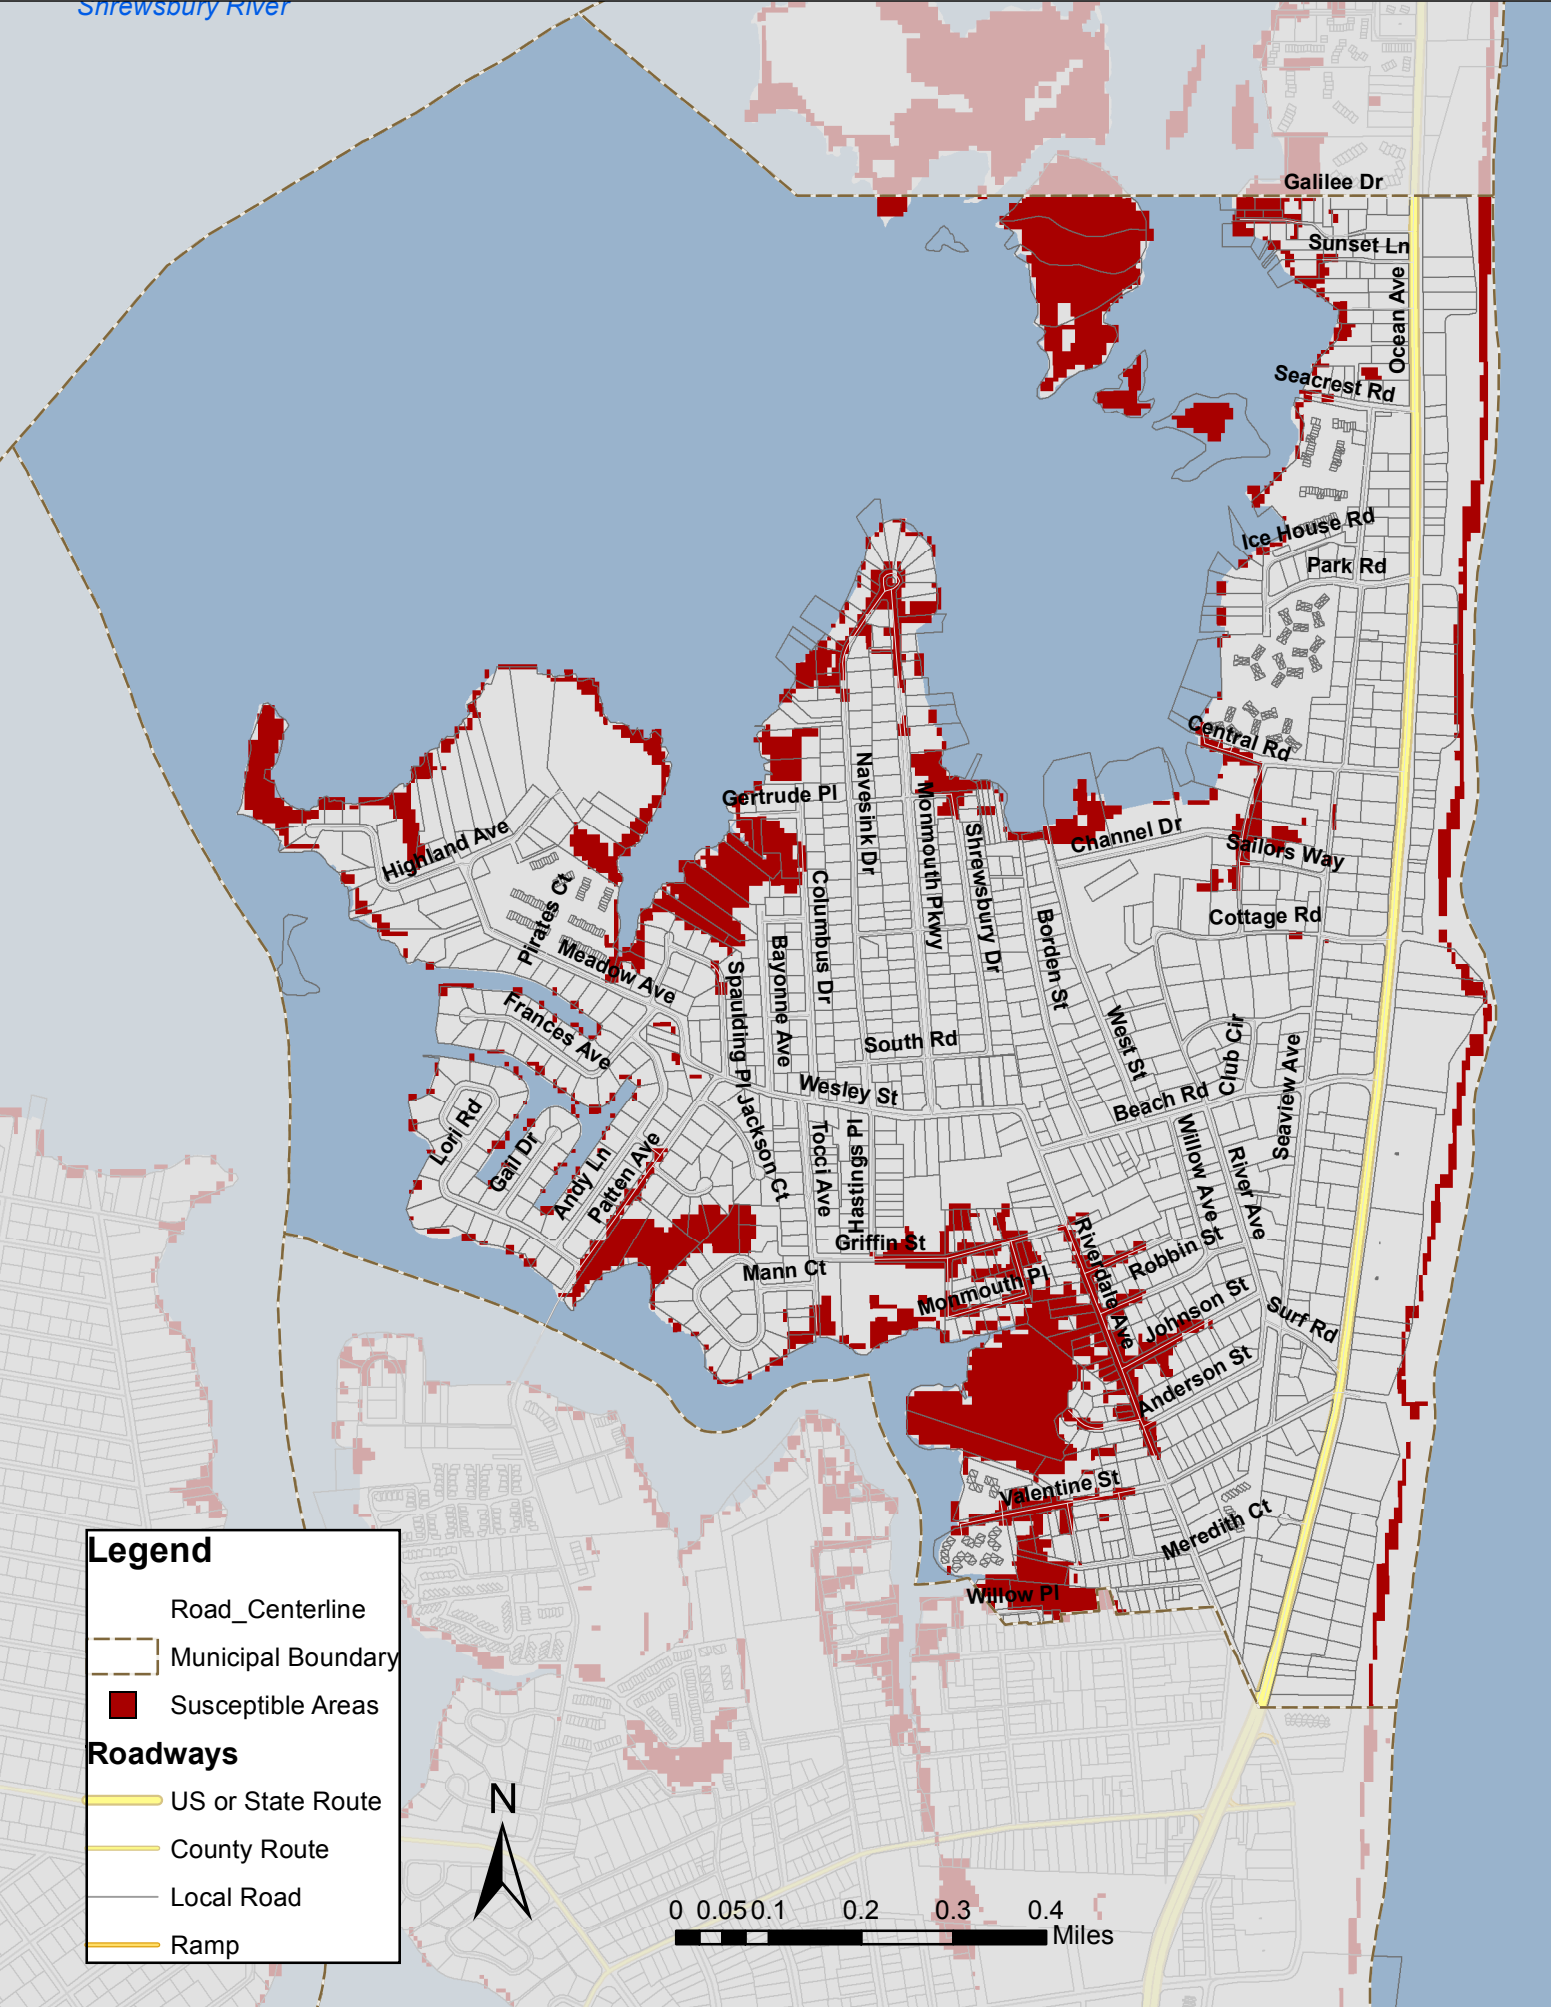 Shrewsbury River
Galilee Dr
Sunset Ln
Ocean Ave
Seacrest Rd
Ice House Rd
Park Rd
Central Rd
Gertrude Pl
Navesink Dr
Monmouth Pkwy
Shrewsbury Dr
Channel Dr
Sailors Way
Highland Ave
Pirates Ct
Columbus Dr
Cottage Rd
Borden St
Meadow Ave
Spaulding Pl
Bayonne Ave
Frances Ave
South Rd
West St
Club Cir
Seaview Ave
Wesley St
Beach Rd
Lori Rd
Gail Dr
Andy Ln
Patten Ave
Jackson Ct
Tocci Ave
Hastings Pl
Willow Ave
River Ave
Griffin St
Mann Ct
Monmouth Pl
Riverdale Ave
Robbin St
Johnson St
Surf Rd
Anderson St
Valentine St
Meredith Ct
Willow Pl
Legend
Road_Centerline
Municipal Boundary
Susceptible Areas
Roadways
US or State Route
County Route
Local Road
Ramp
N
0 0.05 0.1 0.2 0.3 0.4
Miles